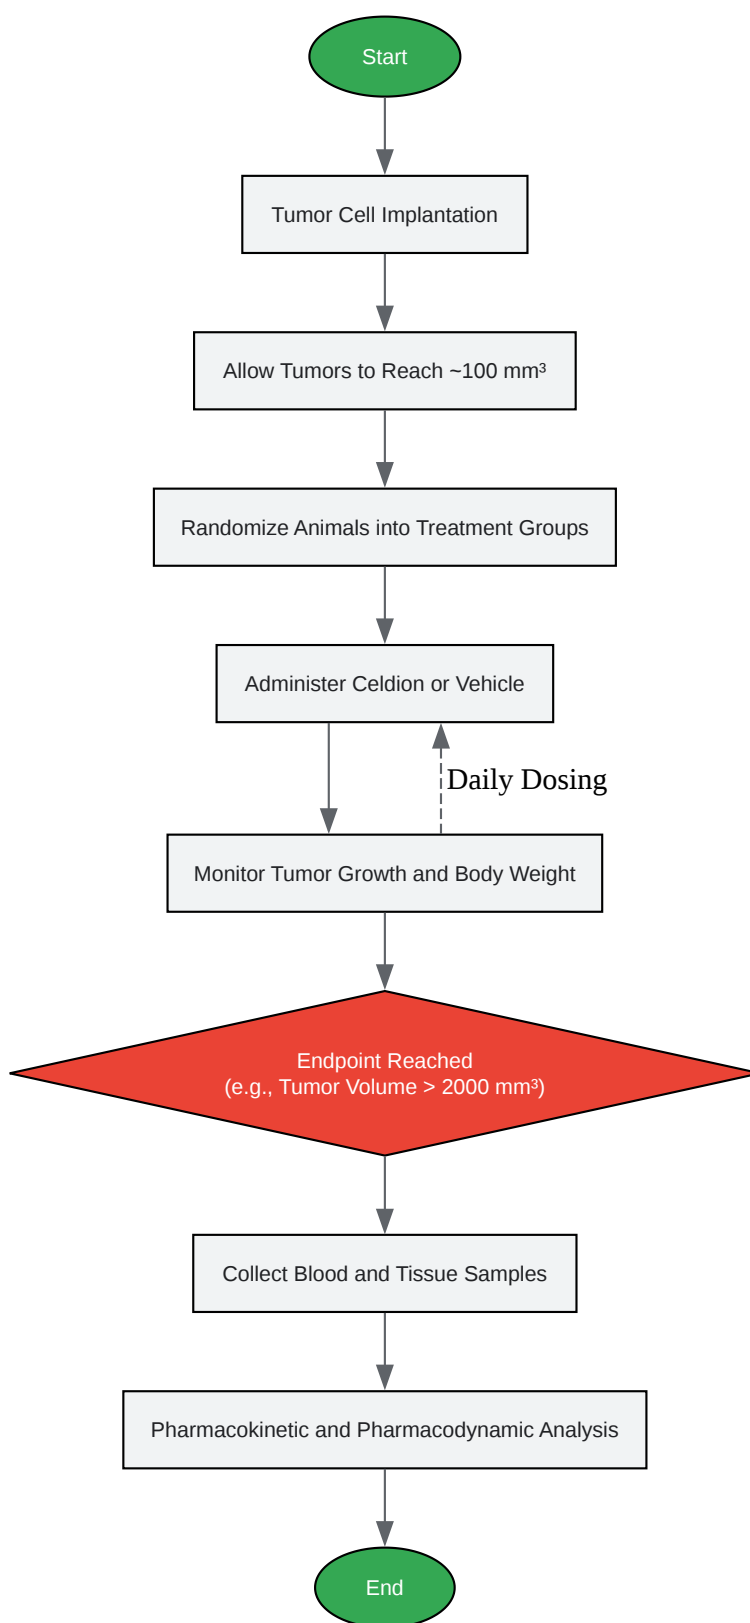 Start
Tumor Cell Implantation
Allow Tumors to Reach ~100 mm³
Randomize Animals into Treatment Groups
Administer Celdion or Vehicle
Daily Dosing
Monitor Tumor Growth and Body Weight
Endpoint Reached
(e.g., Tumor Volume > 2000 mm³)
Collect Blood and Tissue Samples
Pharmacokinetic and Pharmacodynamic Analysis
End